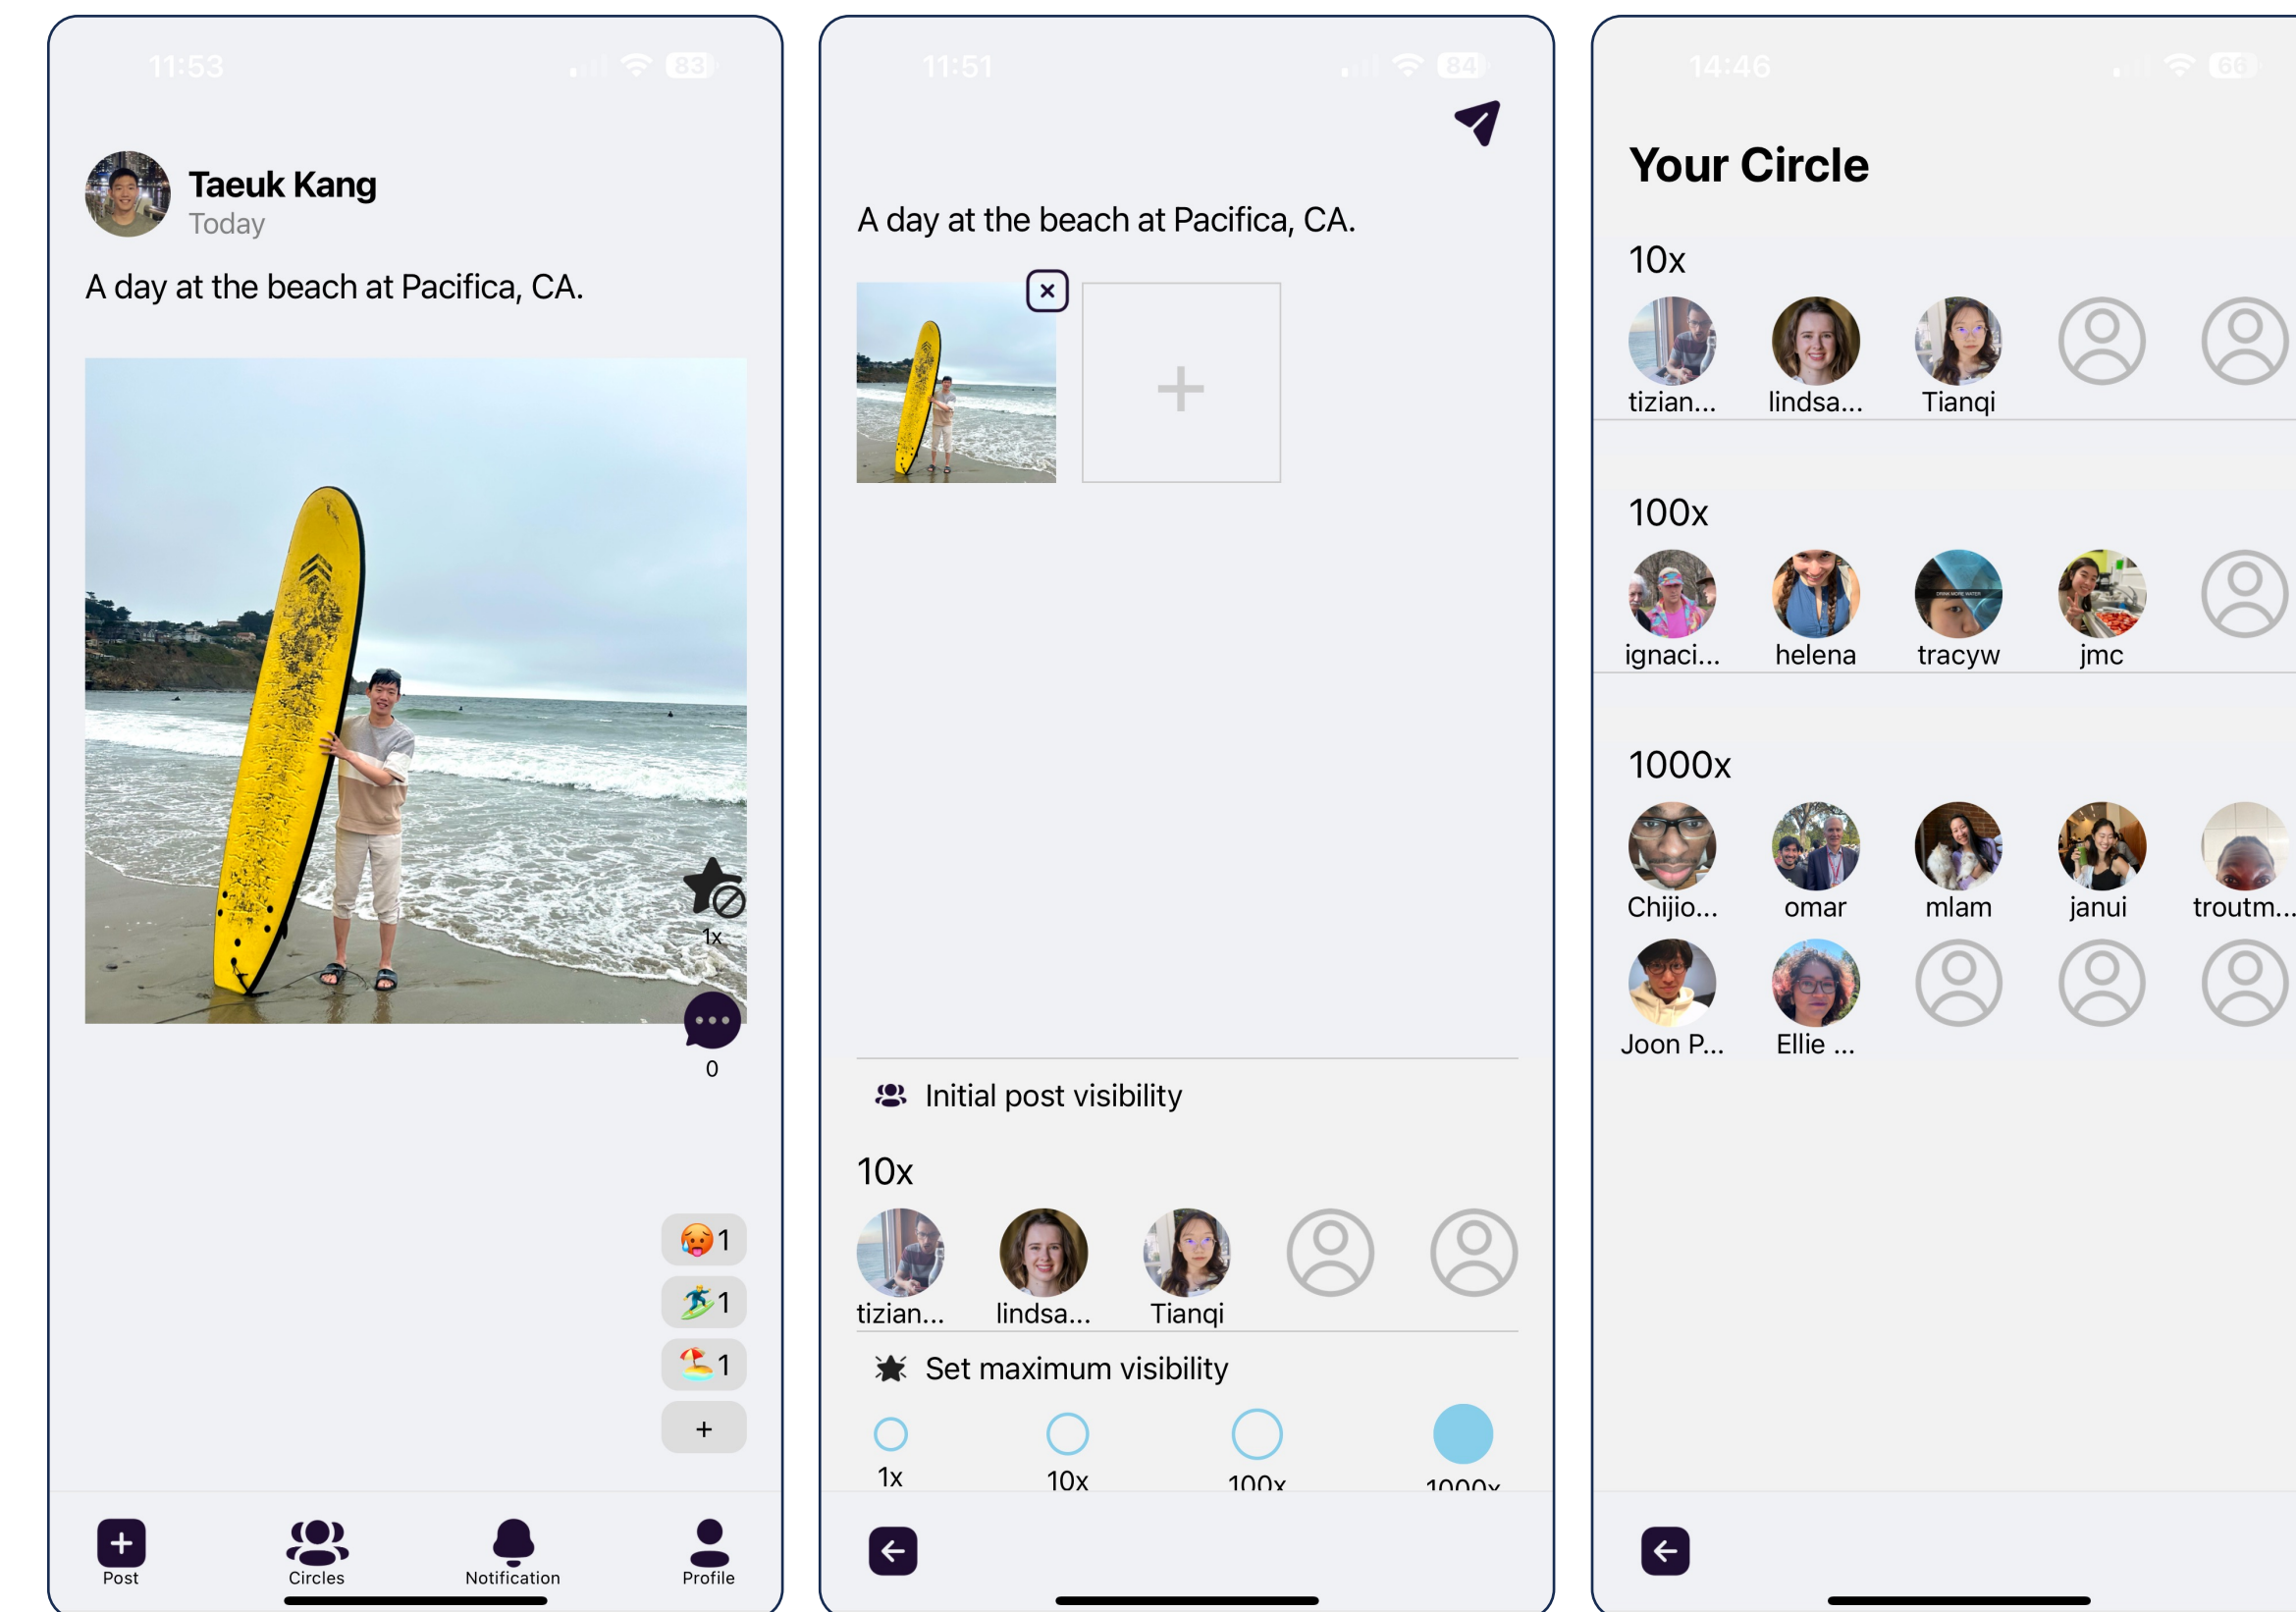 11:53
83
Taeuk Kang
Today
A day at the beach at Pacifica, CA.
1x
0
1
1
1
+
Post
Circles
Notification
Profile
11:51
84
A day at the beach at Pacifica, CA.
Initial post visibility
10x
tizian...
lindsa...
Tianqi
Set maximum visibility
1x
10x
100x
1000x
14:46
66
Your Circle
10x
tizian...
lindsa...
Tianqi
100x
DRINK MORE WATER
ignaci...
helena
tracyw
jmc
1000x
Chijio...
omar
mlam
janui
troutm...
Joon P...
Ellie ...